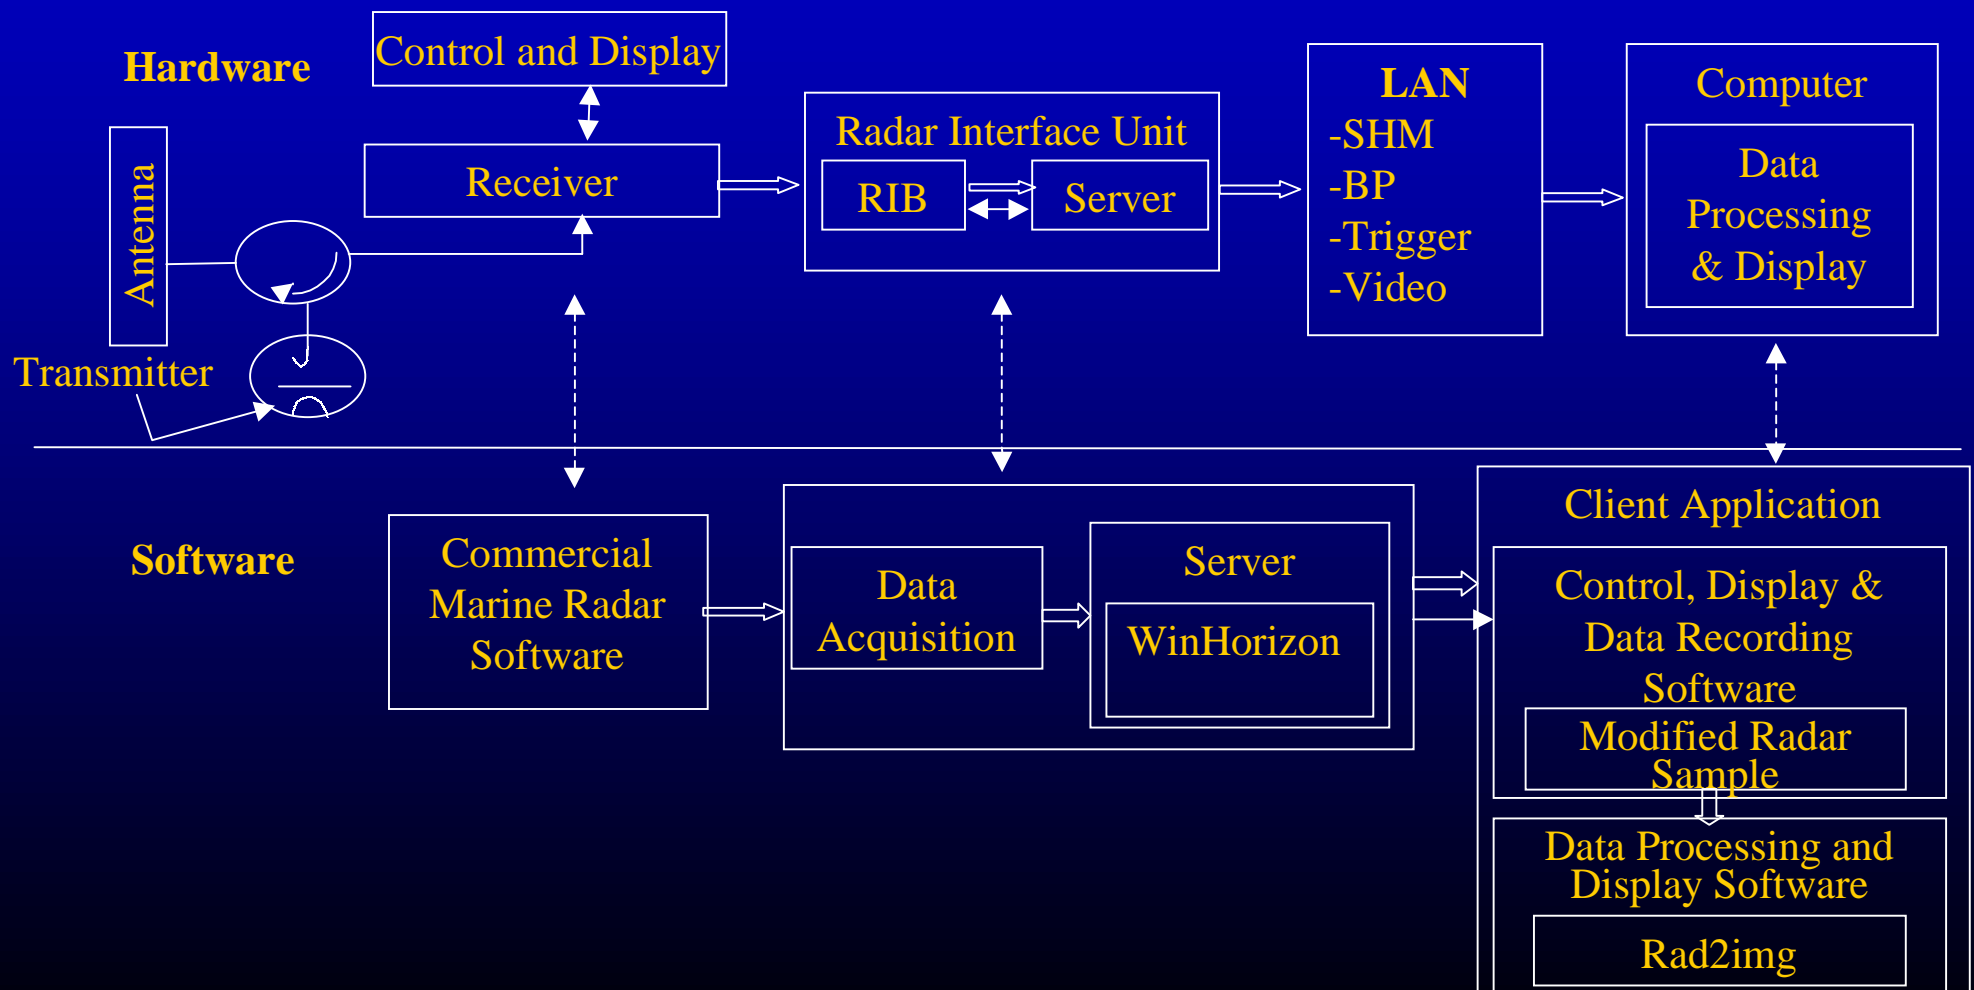 Hardware
Control and Display
Antenna
Receiver
Transmitter
Radar Interface Unit
RIB
Server
LAN
-SHM
-BP
-Trigger
-Video
Computer
Data
Processing
& Display
Software
Commercial
Marine Radar
Software
Data
Acquisition
Server
WinHorizon
Client Application
Control, Display &
Data Recording
Software
Modified Radar
Sample
Data Processing and
Display Software
Rad2img